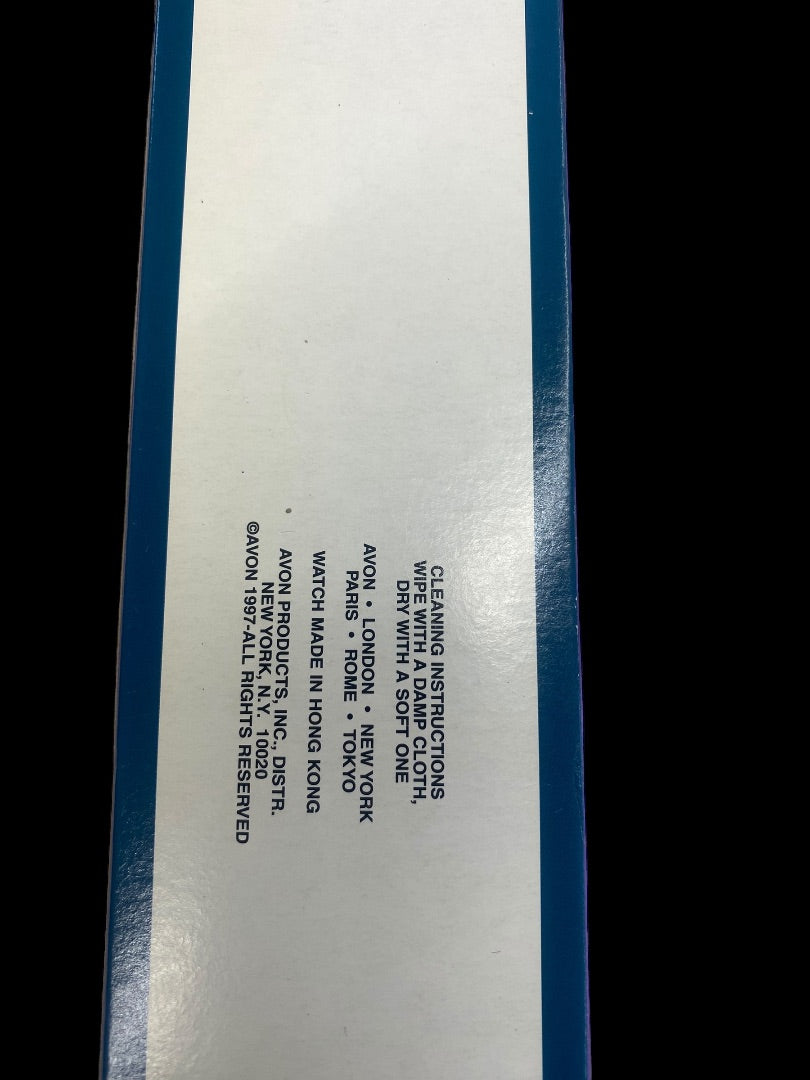 CLEANING INSTRUCTIONS
WIPE WITH A DAMP CLOTH,
DRY WITH A SOFT ONE
AVON • LONDON • NEW YORK
PARIS • ROME • TOKYO
WATCH MADE IN HONG KONG
AVON PRODUCTS, INC., DISTR.
NEW YORK, N.Y. 10020
©AVON 1997-ALL RIGHTS RESERVED